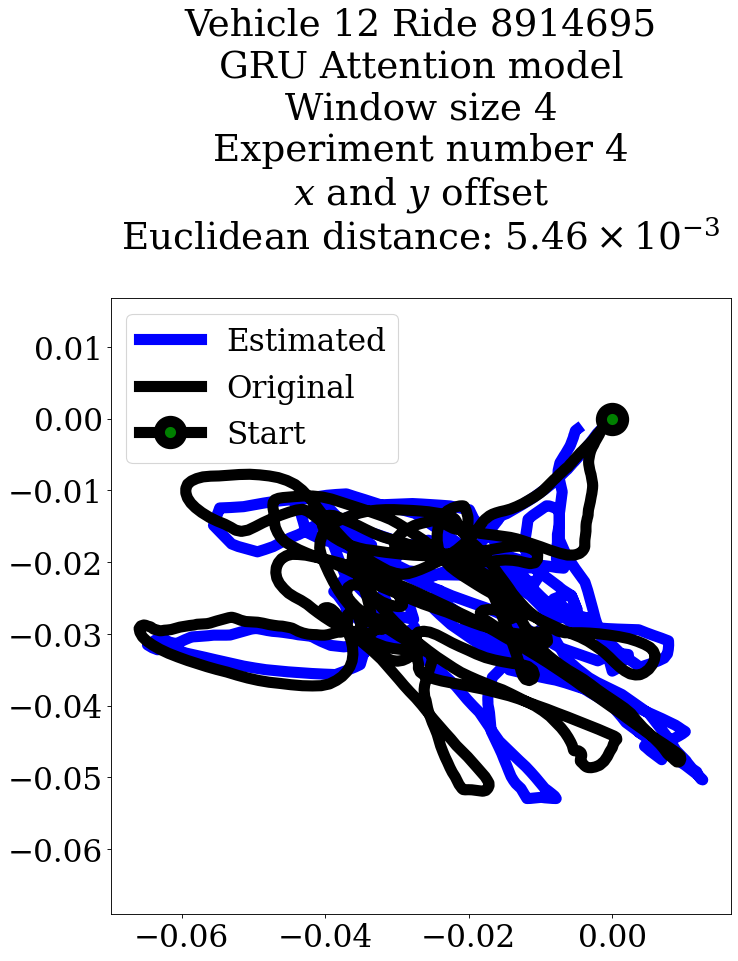 Vehicle 12 Ride 8914695
GRU Attention model
Window size 4
Experiment number 4
x and y offset
Euclidean distance: 5.46 × 10⁻³
Estimated
Original
Start
0.01
0.00
−0.01
−0.02
−0.03
−0.04
−0.05
−0.06
−0.06 −0.04 −0.02 0.00